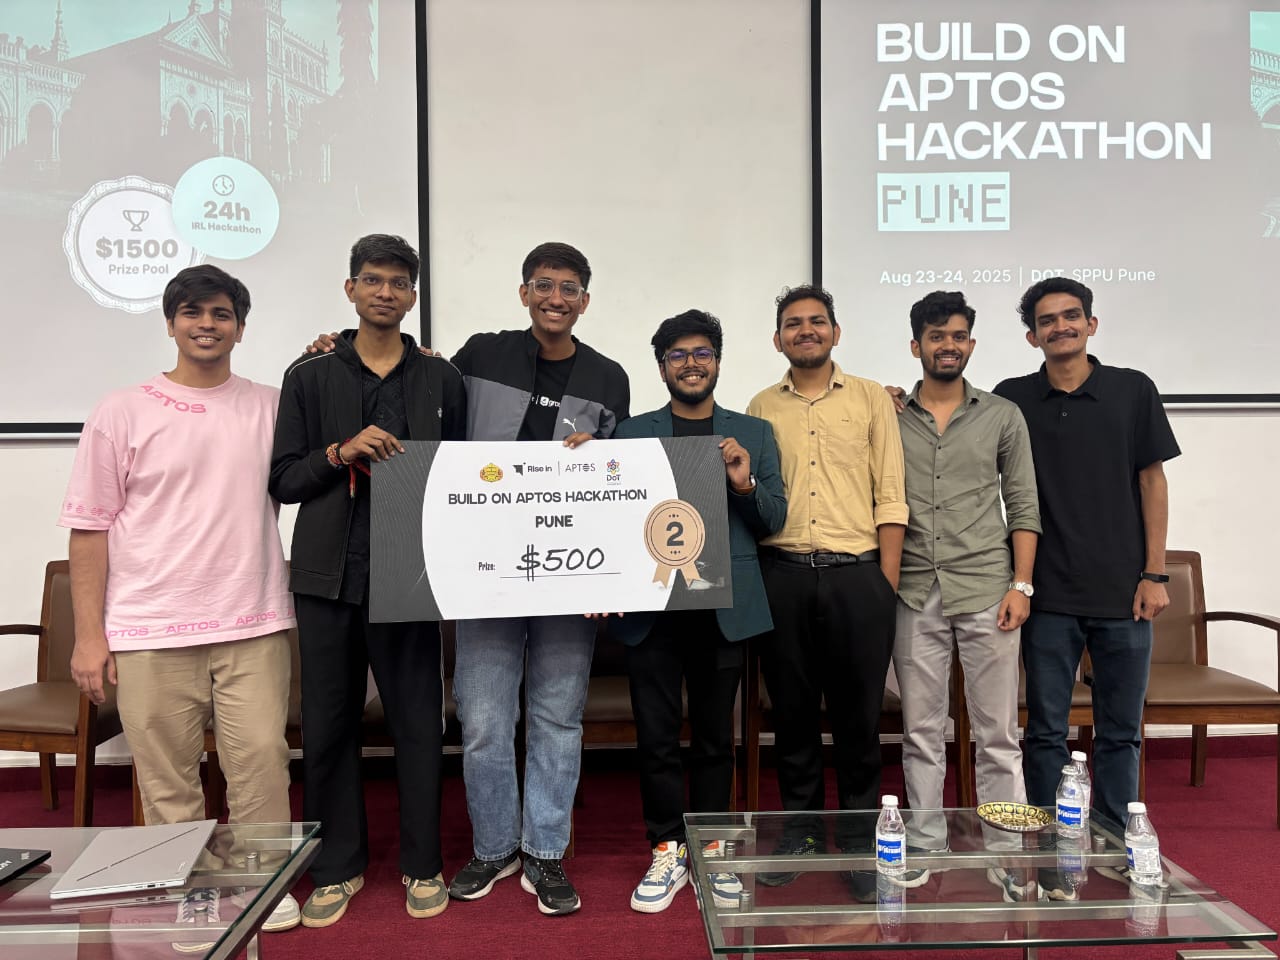 24h
IRL Hackathon
$1500
Prize Pool
BUILD ON
APTOS
HACKATHON
PUNE
Aug 23-24, 2025 | DOT, SPPU Pune
APTOS
APTOS APTOS
Rise In | APTOS
DoT
BUILD ON APTOS HACKATHON
PUNE
Prize: $500
2